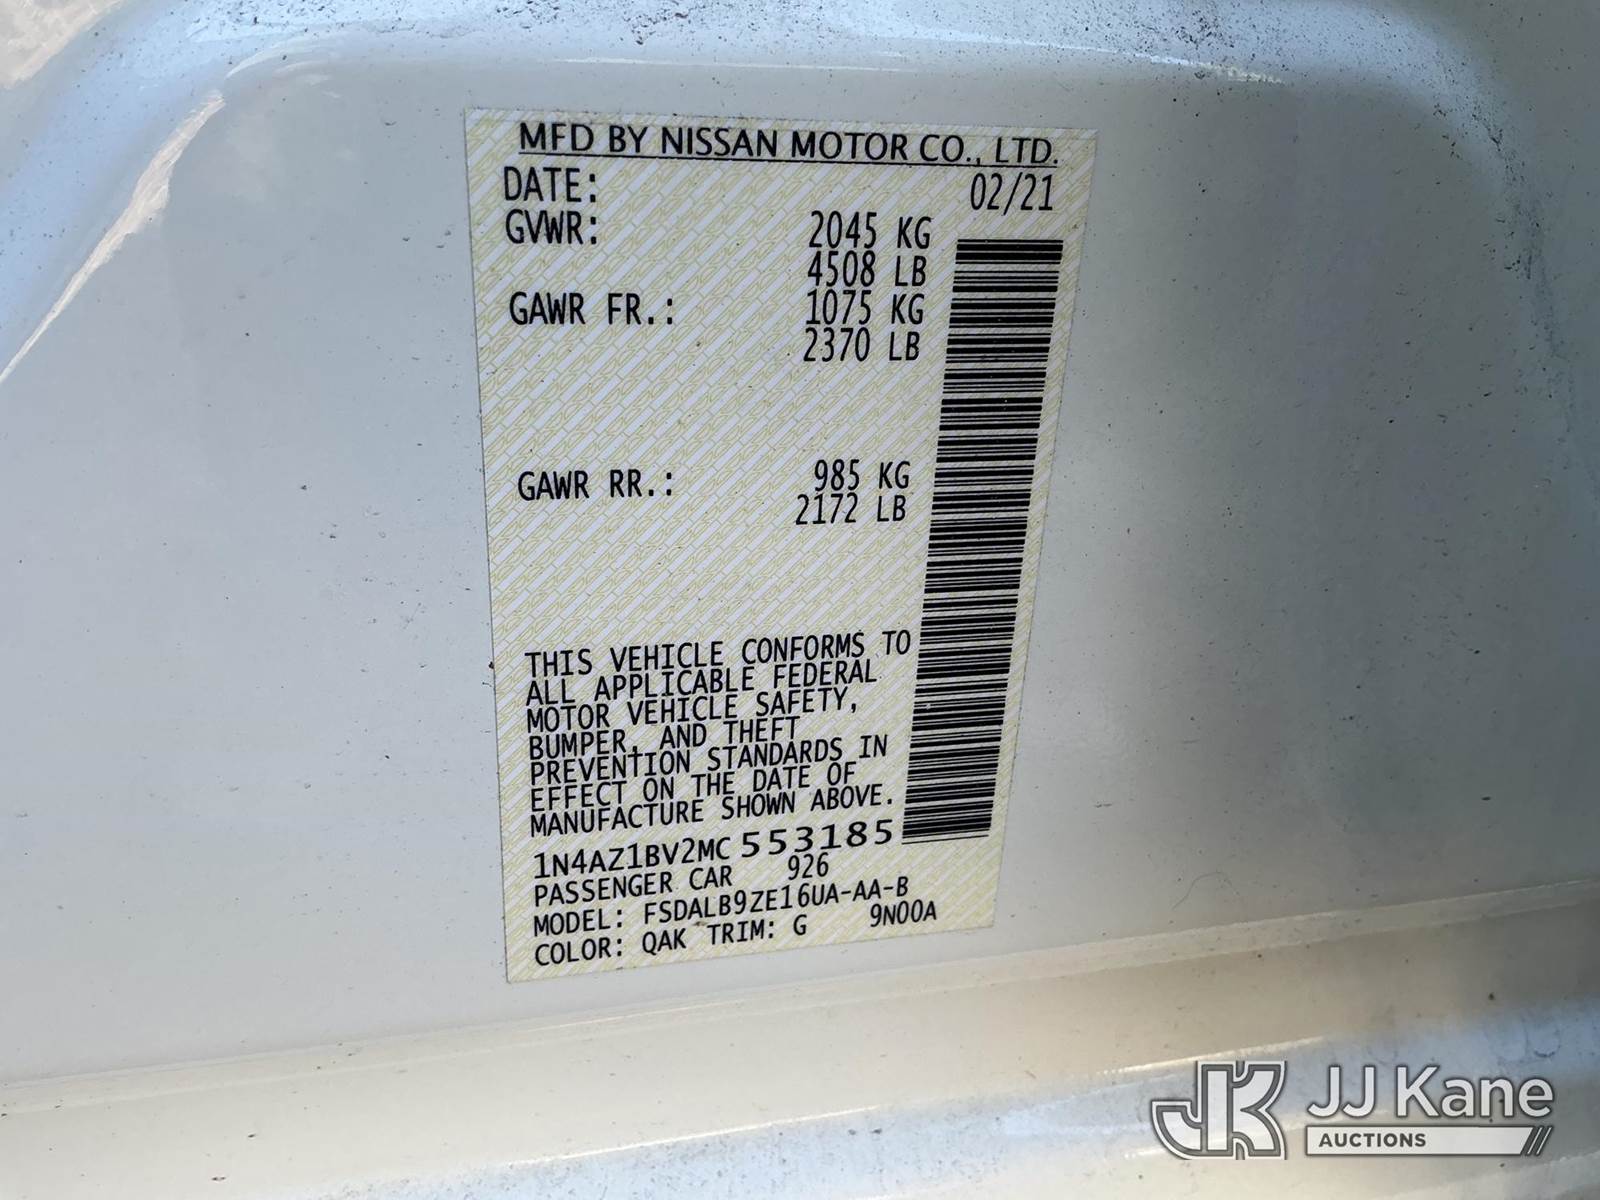 MFD BY NISSAN MOTOR CO., LTD.
DATE: 02/21
GVWR: 2045 KG
4508 LB
GAWR FR.: 1075 KG
2370 LB
GAWR RR.: 985 KG
2172 LB
THIS VEHICLE CONFORMS TO
ALL APPLICABLE FEDERAL
MOTOR VEHICLE SAFETY,
BUMPER, AND THEFT
PREVENTION STANDARDS IN
EFFECT ON THE DATE OF
MANUFACTURE SHOWN ABOVE.
1N4AZ1BV2MC 553185
PASSENGER CAR 926
MODEL: FSDALB9ZE16UA-AA-B
COLOR: QAK TRIM: G 9N00A
JK JJ Kane
AUCTIONS